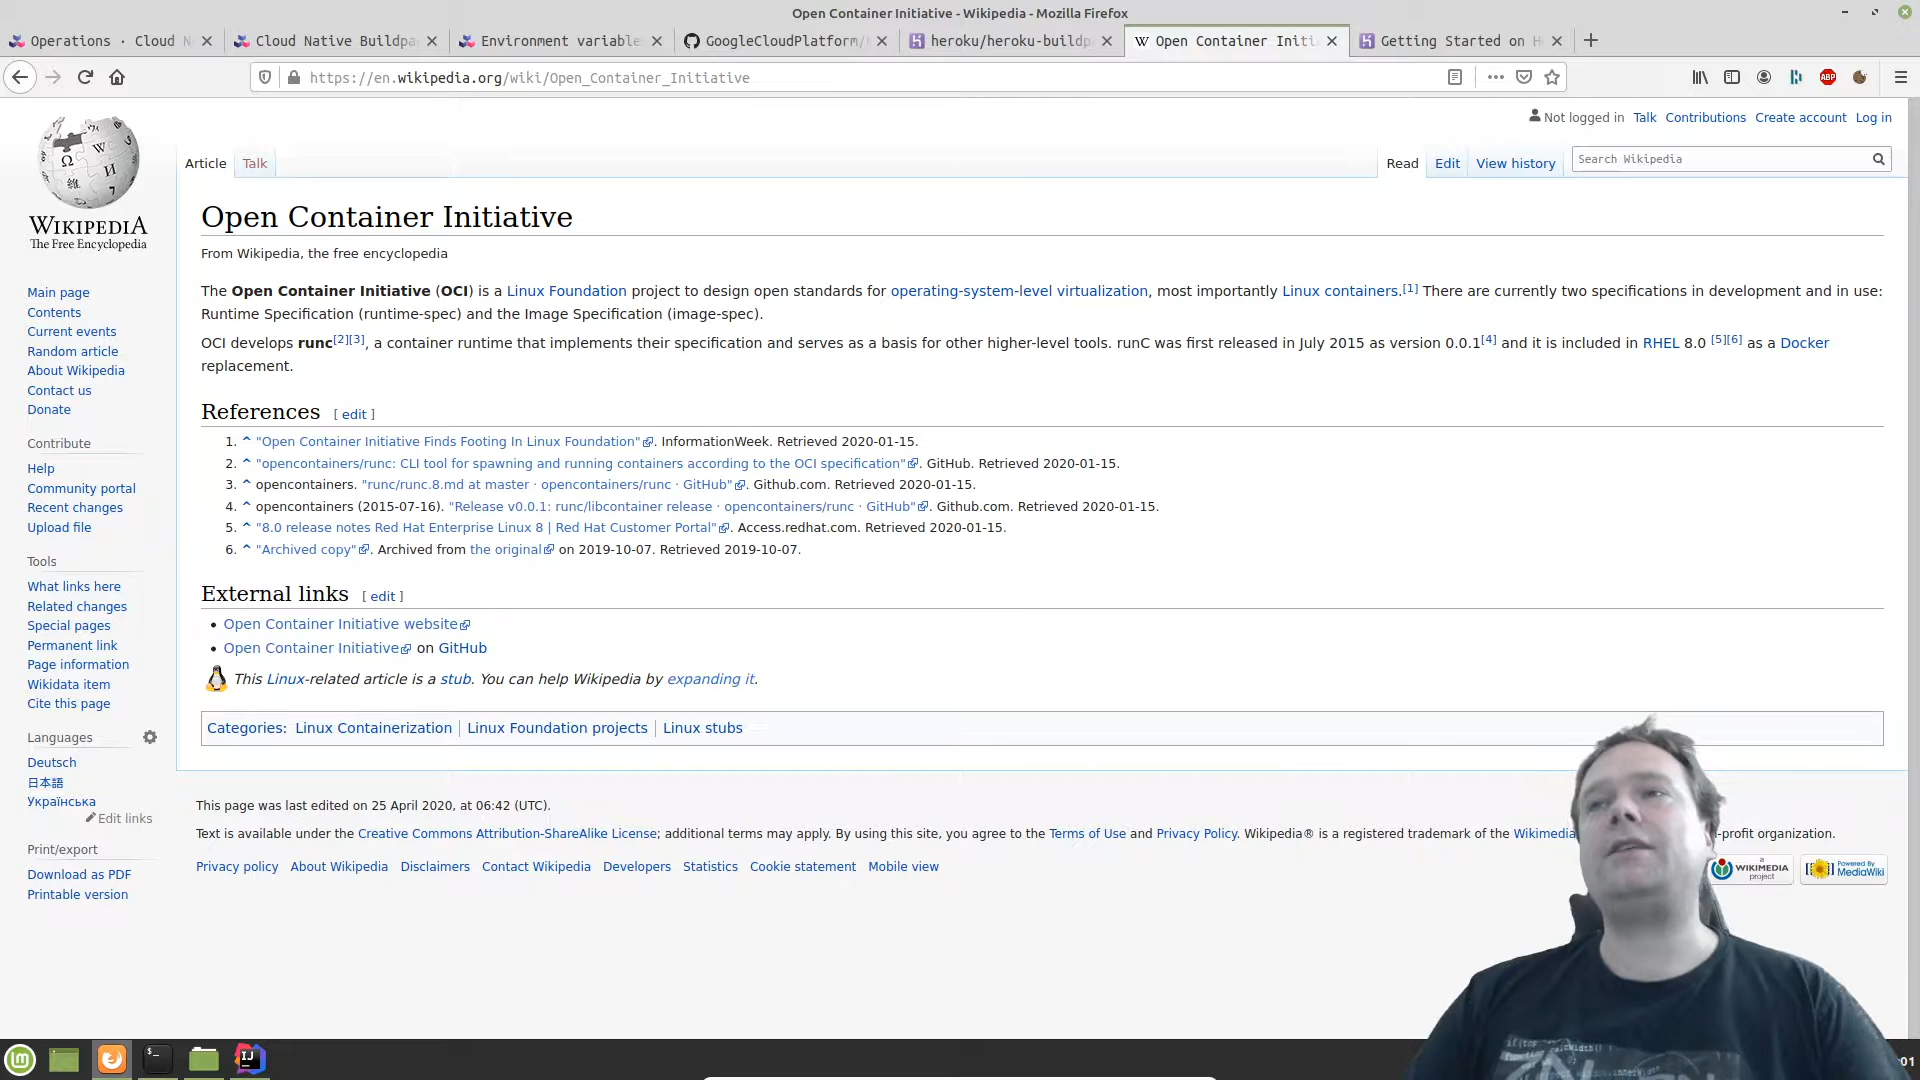 Open Container Initiative - Wikipedia - Mozilla Firefox
Operations · Cloud N
Cloud Native Buildpa
Environment variable
GoogleCloudPlatform/
heroku/heroku-buildp
W Open Container Initi
Getting Started on H
https://en.wikipedia.org/wiki/Open_Container_Initiative
ABP
Not logged in Talk Contributions Create account Log in
Article Talk
Read Edit View history
Search Wikipedia
WIKIPEDIA
The Free Encyclopedia
Main page
Contents
Current events
Random article
About Wikipedia
Contact us
Donate
Contribute
Help
Community portal
Recent changes
Upload file
Tools
What links here
Related changes
Special pages
Permanent link
Page information
Wikidata item
Cite this page
Languages
Deutsch
日本語
Українська
Edit links
Print/export
Download as PDF
Printable version
Open Container Initiative
From Wikipedia, the free encyclopedia
The Open Container Initiative (OCI) is a Linux Foundation project to design open standards for operating-system-level virtualization, most importantly Linux containers.[1] There are currently two specifications in development and in use:
Runtime Specification (runtime-spec) and the Image Specification (image-spec).
OCI develops runc[2][3], a container runtime that implements their specification and serves as a basis for other higher-level tools. runC was first released in July 2015 as version 0.0.1[4] and it is included in RHEL 8.0 [5][6] as a Docker
replacement.
References [ edit ]
1. ^ "Open Container Initiative Finds Footing In Linux Foundation". InformationWeek. Retrieved 2020-01-15.
2. ^ "opencontainers/runc: CLI tool for spawning and running containers according to the OCI specification". GitHub. Retrieved 2020-01-15.
3. ^ opencontainers. "runc/runc.8.md at master · opencontainers/runc · GitHub". Github.com. Retrieved 2020-01-15.
4. ^ opencontainers (2015-07-16). "Release v0.0.1: runc/libcontainer release · opencontainers/runc · GitHub". Github.com. Retrieved 2020-01-15.
5. ^ "8.0 release notes Red Hat Enterprise Linux 8 | Red Hat Customer Portal". Access.redhat.com. Retrieved 2020-01-15.
6. ^ "Archived copy". Archived from the original on 2019-10-07. Retrieved 2019-10-07.
External links [ edit ]
• Open Container Initiative website
• Open Container Initiative on GitHub
This Linux-related article is a stub. You can help Wikipedia by expanding it.
Categories: Linux Containerization | Linux Foundation projects | Linux stubs
This page was last edited on 25 April 2020, at 06:42 (UTC).
Text is available under the Creative Commons Attribution-ShareAlike License; additional terms may apply. By using this site, you agree to the Terms of Use and Privacy Policy. Wikipedia® is a registered trademark of the Wikimedia -profit organization.
Privacy policy About Wikipedia Disclaimers Contact Wikipedia Developers Statistics Cookie statement Mobile view
A WIKIMEDIA project
Powered By MediaWiki
IJ
01